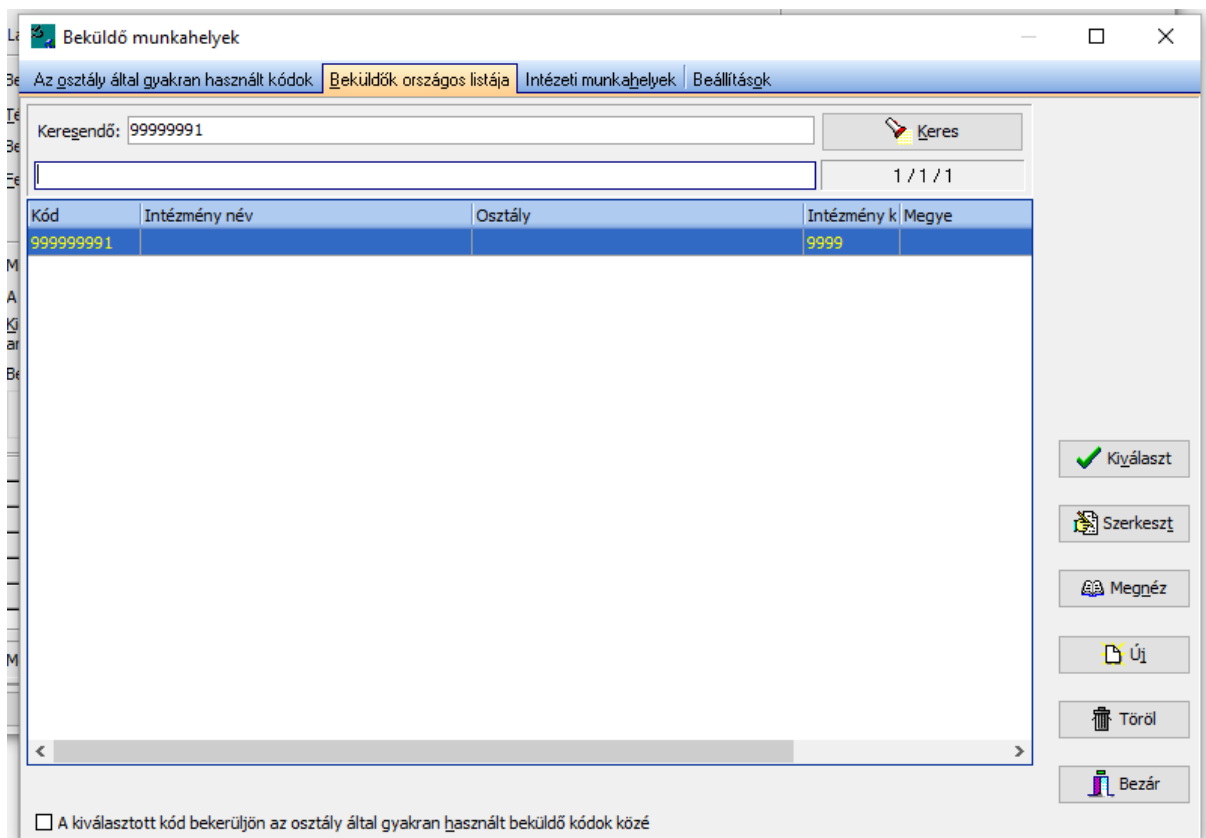 Beküldő munkahelyek
Az osztály által gyakran használt kódok Beküldők országos listája Intézeti munkahelyek Beállítások
Keresendő: 99999991 Keres
1 / 1 / 1
Kód Intézmény név Osztály Intézmény k Megye
999999991 9999
Kiválaszt
Szerkeszt
Megnéz
Új
Töröl
Bezár
A kiválasztott kód bekerüljön az osztály által gyakran használt beküldő kódok közé